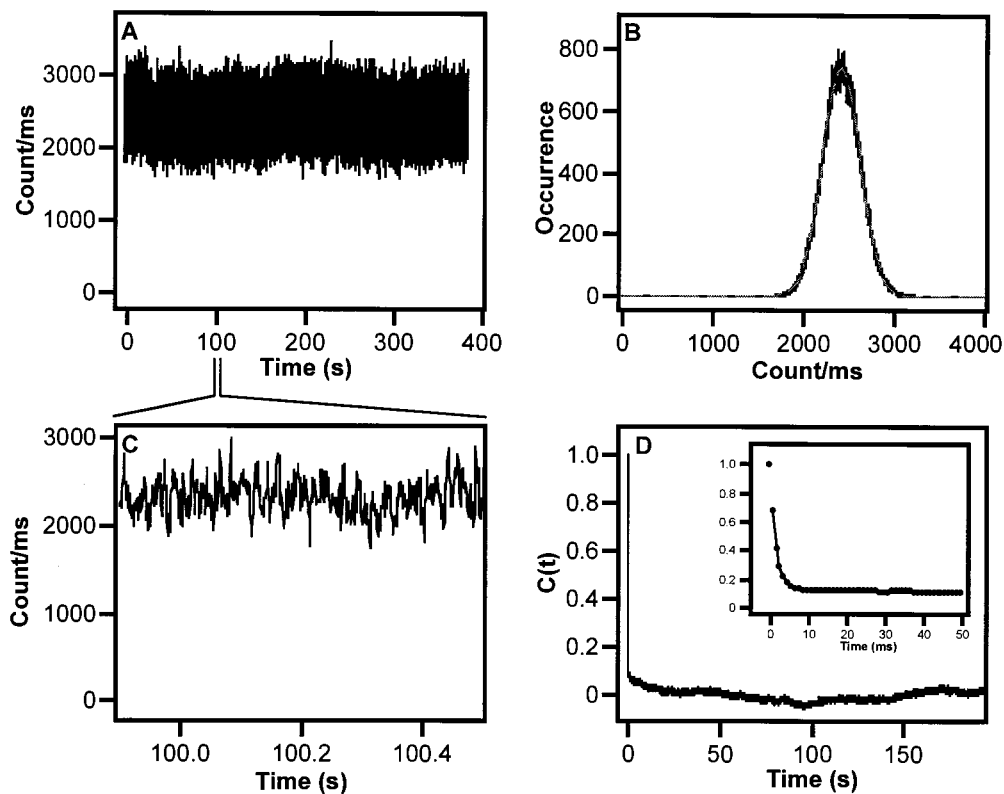 A
Count/ms
3000
2000
1000
0
0 100 200 300 400
Time (s)
B
Occurrence
800
600
400
200
0
0 1000 2000 3000 4000
Count/ms
C
Count/ms
3000
2000
1000
0
100.0 100.2 100.4
Time (s)
D
C(t)
1.0
0.8
0.6
0.4
0.2
0
0 50 100 150
Time (s)
1.0
0.8
0.6
0.4
0.2
0
0 10 20 30 40 50
Time (ms)